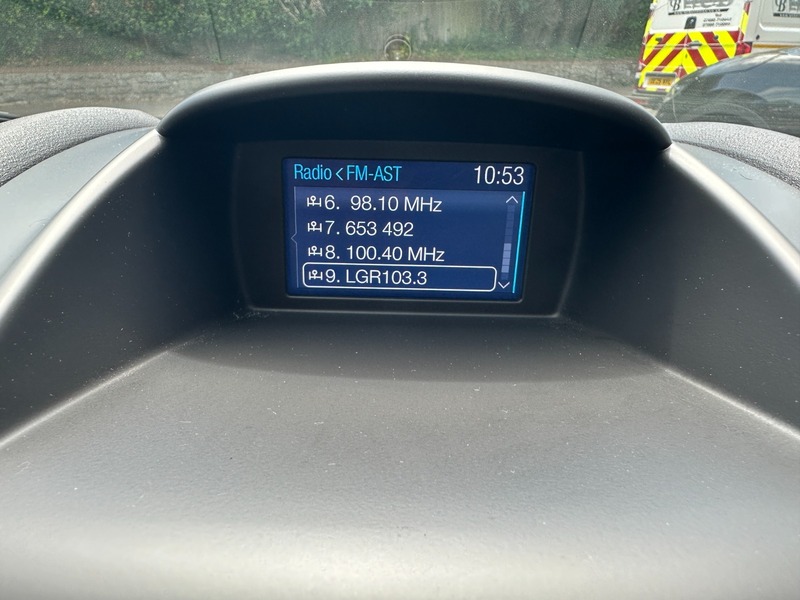 Radio < FM-AST 10:53
6. 98.10 MHz
7. 653 492
8. 100.40 MHz
9. LGR103.3